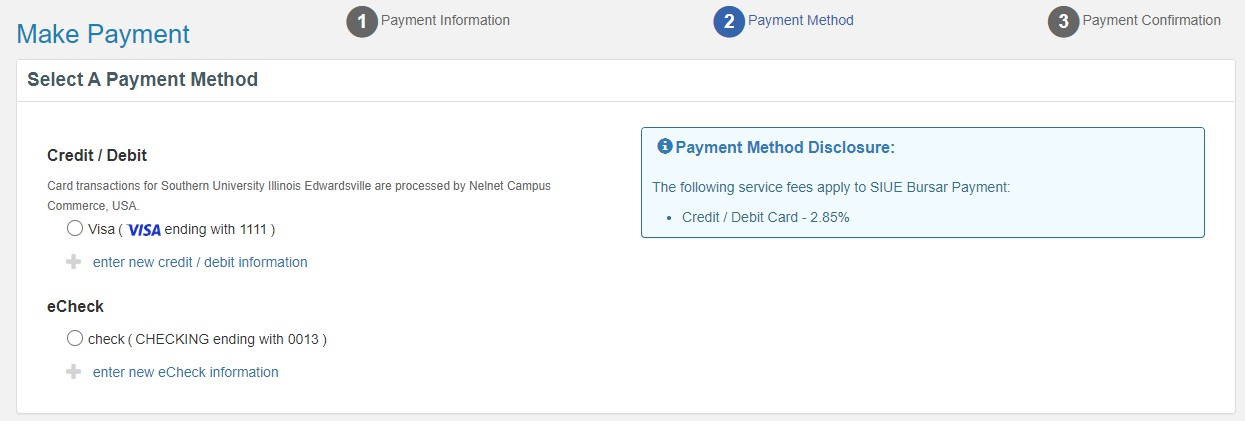 Make Payment
1 Payment Information
2 Payment Method
3 Payment Confirmation
Select A Payment Method
Credit / Debit
Card transactions for Southern University Illinois Edwardsville are processed by Nelnet Campus
Commerce, USA.
Visa ( VISA ending with 1111 )
enter new credit / debit information
eCheck
check ( CHECKING ending with 0013 )
enter new eCheck information
Payment Method Disclosure:
The following service fees apply to SIUE Bursar Payment:
• Credit / Debit Card - 2.85%